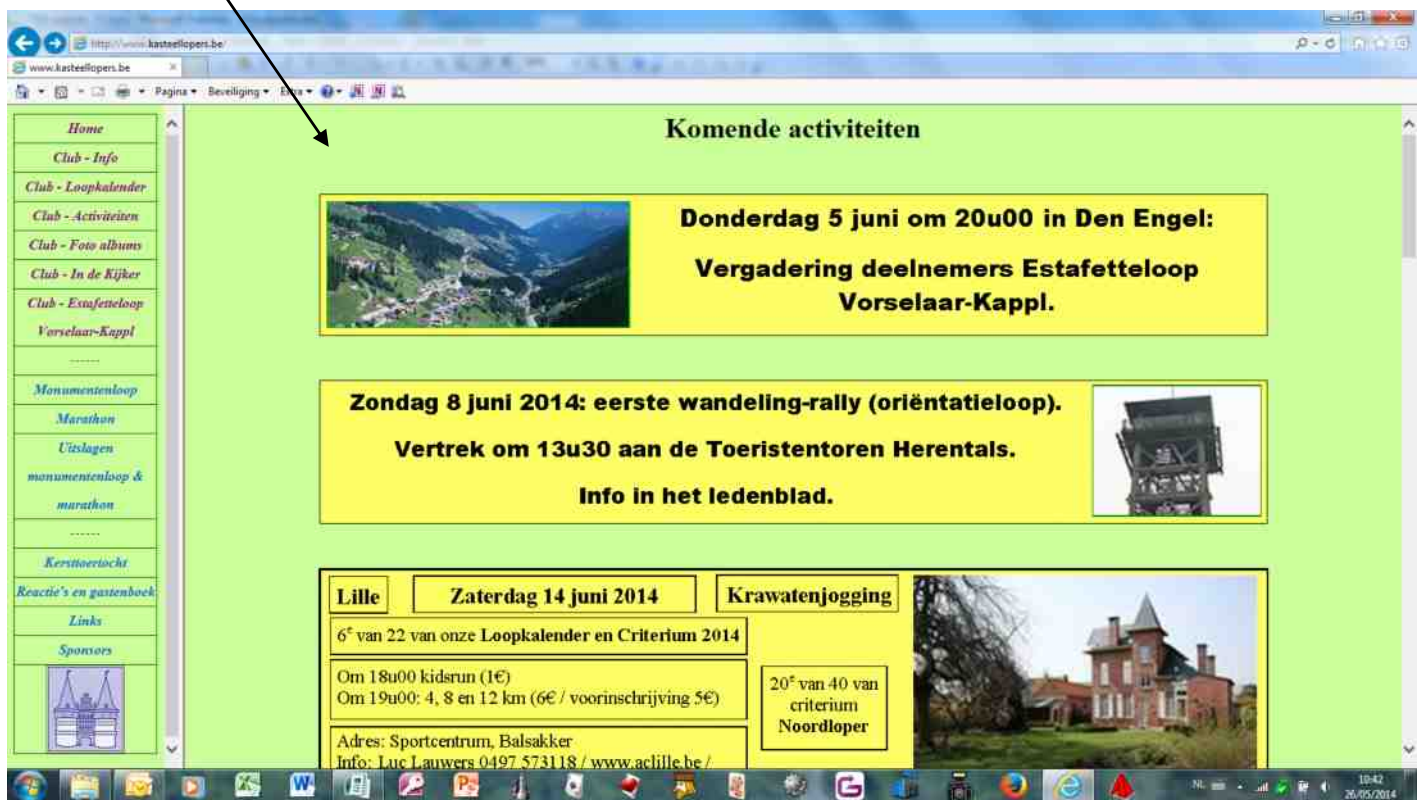 http://www.kasteellopers.be/
www.kasteellopers.be
Pagina
Beveiliging
Extra
Home
Club - Info
Club - Loopkalender
Club - Activiteiten
Club - Foto albums
Club - In de Kijker
Club - Estafetteloop
Vorselaar-Kappl
------
Monumentenloop
Marathon
Uitslagen
monumentenloop &
marathon
------
Kersttoertocht
Reactie's en gastenboek
Links
Sponsors
Komende activiteiten
Donderdag 5 juni om 20u00 in Den Engel:
Vergadering deelnemers Estafetteloop
Vorselaar-Kappl.
Zondag 8 juni 2014: eerste wandeling-rally (oriëntatieloop).
Vertrek om 13u30 aan de Toeristentoren Herentals.
Info in het ledenblad.
Lille
Zaterdag 14 juni 2014
Krawatenjogging
6e van 22 van onze Loopkalender en Criterium 2014
Om 18u00 kidsrun (1€)
Om 19u00: 4, 8 en 12 km (6€ / voorinschrijving 5€)
20e van 40 van
criterium
Noordloper
Adres: Sportcentrum, Balsakker
Info: Luc Lauwers 0497 573118 / www.aclille.be /
NL
10:42
26/05/2014